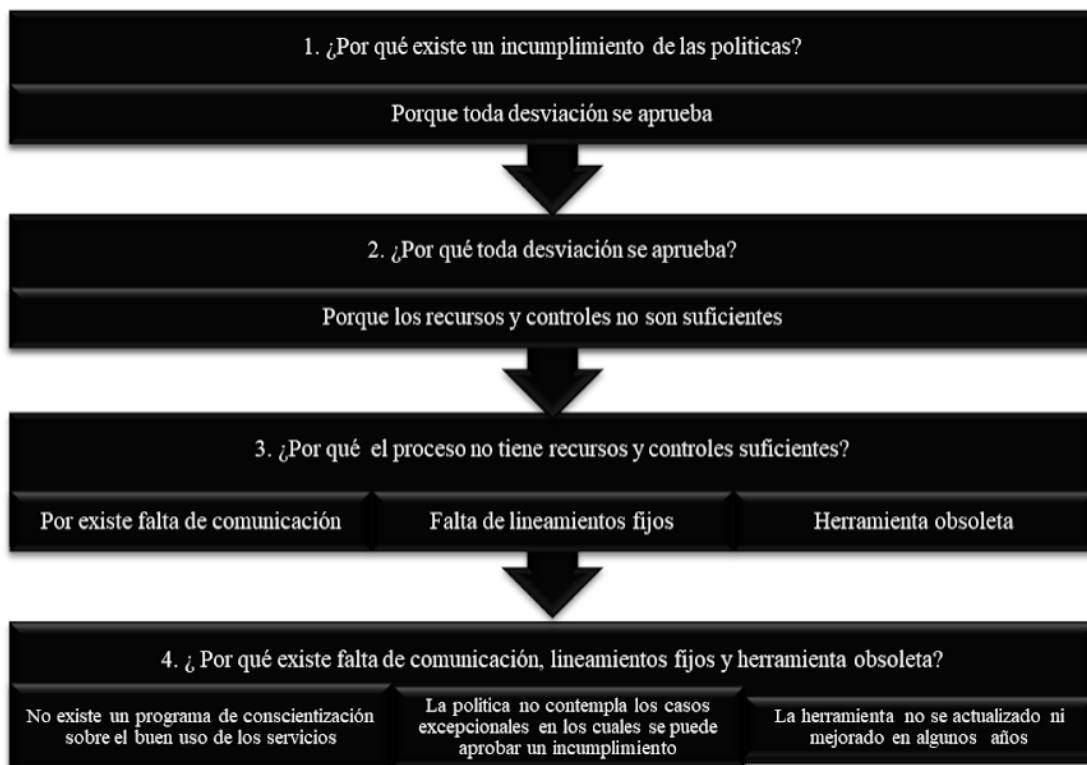 1. ¿Por qué existe un incumplimiento de las politicas?
Porque toda desviación se aprueba
2. ¿Por qué toda desviación se aprueba?
Porque los recursos y controles no son suficientes
3. ¿Por qué el proceso no tiene recursos y controles suficientes?
Por existe falta de comunicación
Falta de lineamientos fijos
Herramienta obsoleta
4. ¿ Por qué existe falta de comunicación, lineamientos fijos y herramienta obsoleta?
No existe un programa de conscientización
sobre el buen uso de los servicios
La politica no contempla los casos
excepcionales en los cuales se puede
aprobar un incumplimiento
La herramienta no se actualizado ni
mejorado en algunos años